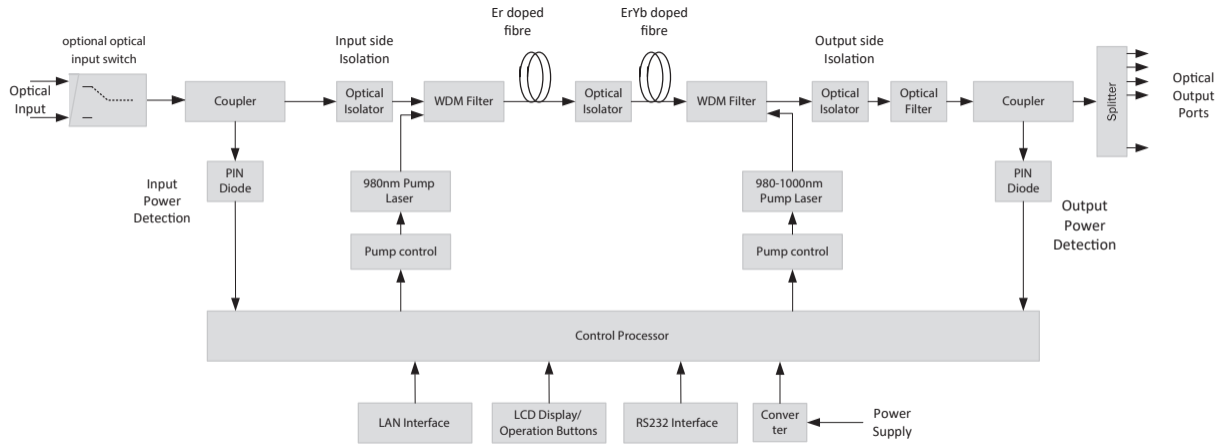 Er doped
fibre
ErYb doped
fibre
optional optical
input switch
Input side
Isolation
Output side
Isolation
Optical
Input
Coupler
Optical
Isolator
WDM Filter
Optical
Isolator
WDM Filter
Optical
Isolator
Optical
Filter
Coupler
Splitter
Optical
Output
Ports
PIN
Diode
Input
Power
Detection
980nm Pump
Laser
980-1000nm
Pump Laser
PIN
Diode
Output
Power
Detection
Pump control
Pump control
Control Processor
LAN Interface
LCD Display/
Operation Buttons
RS232 Interface
Conver
ter
Power
Supply